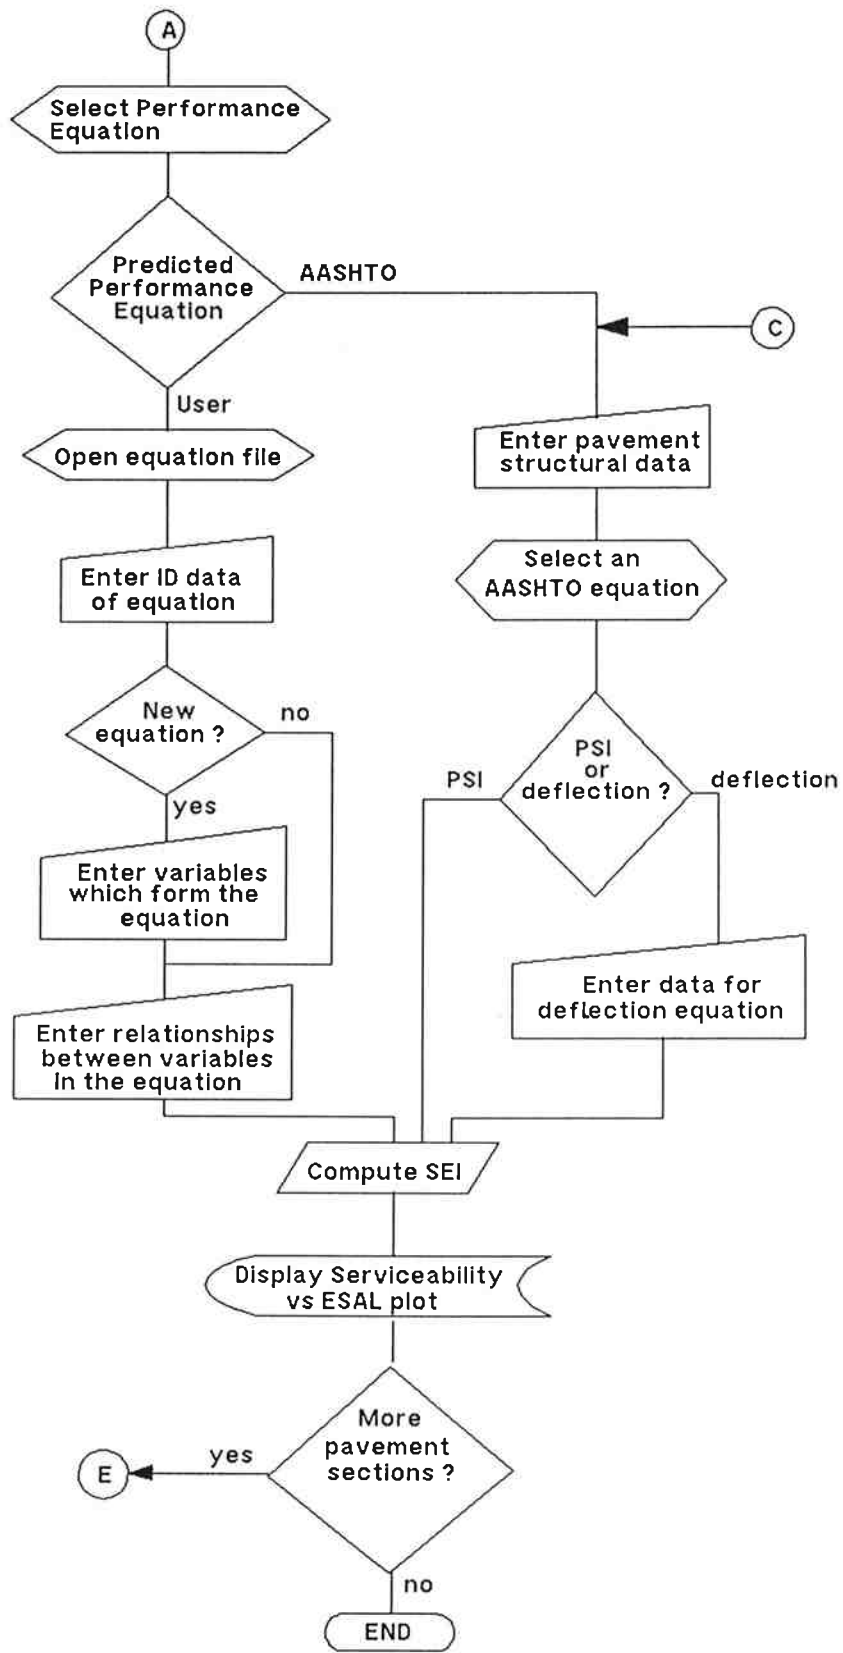 A
Select Performance
Equation
Predicted
Performance
Equation
AASHTO
C
User
Open equation file
Enter pavement
structural data
Enter ID data
of equation
Select an
AASHTO equation
New
equation ?
no
yes
PSI
or
deflection ?
PSI
deflection
Enter variables
which form the
equation
Enter data for
deflection equation
Enter relationships
between variables
in the equation
Compute SEI
Display Serviceability
vs ESAL plot
More
pavement
sections ?
yes
E
no
END